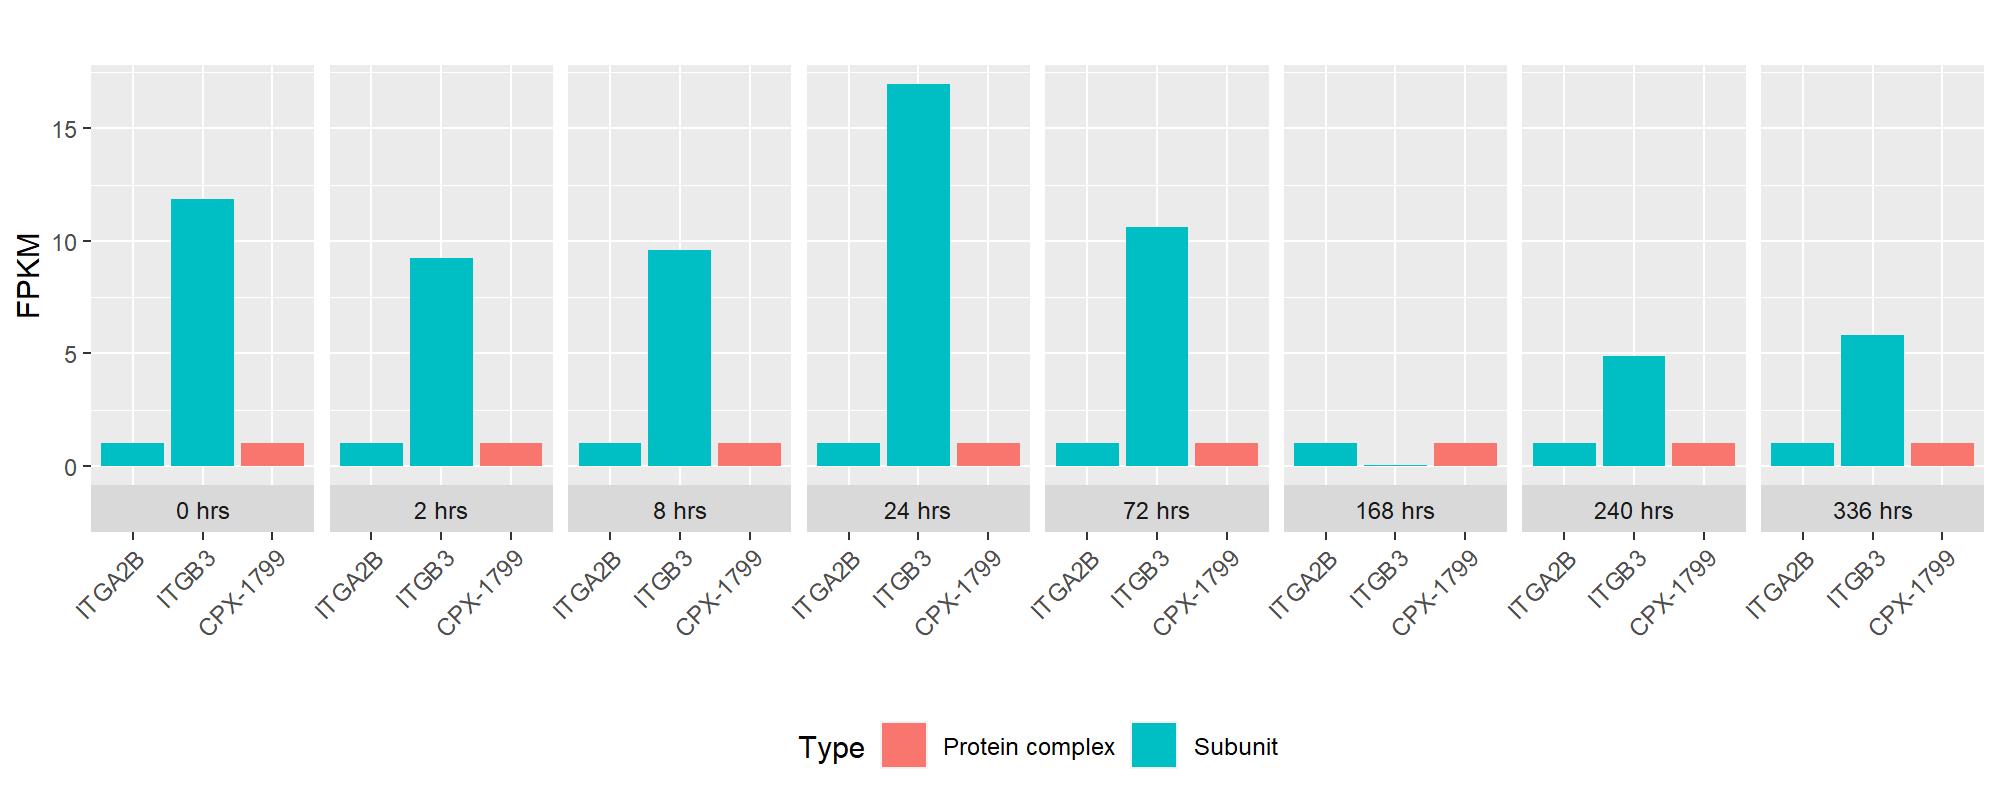 FPKM
15
10
5
0
0 hrs 2 hrs 8 hrs 24 hrs 72 hrs 168 hrs 240 hrs 336 hrs
ITGA2B ITGB3 CPX-1799 ITGA2B ITGB3 CPX-1799 ITGA2B ITGB3 CPX-1799 ITGA2B ITGB3 CPX-1799 ITGA2B ITGB3 CPX-1799 ITGA2B ITGB3 CPX-1799 ITGA2B ITGB3 CPX-1799 ITGA2B ITGB3 CPX-1799
Type Protein complex Subunit